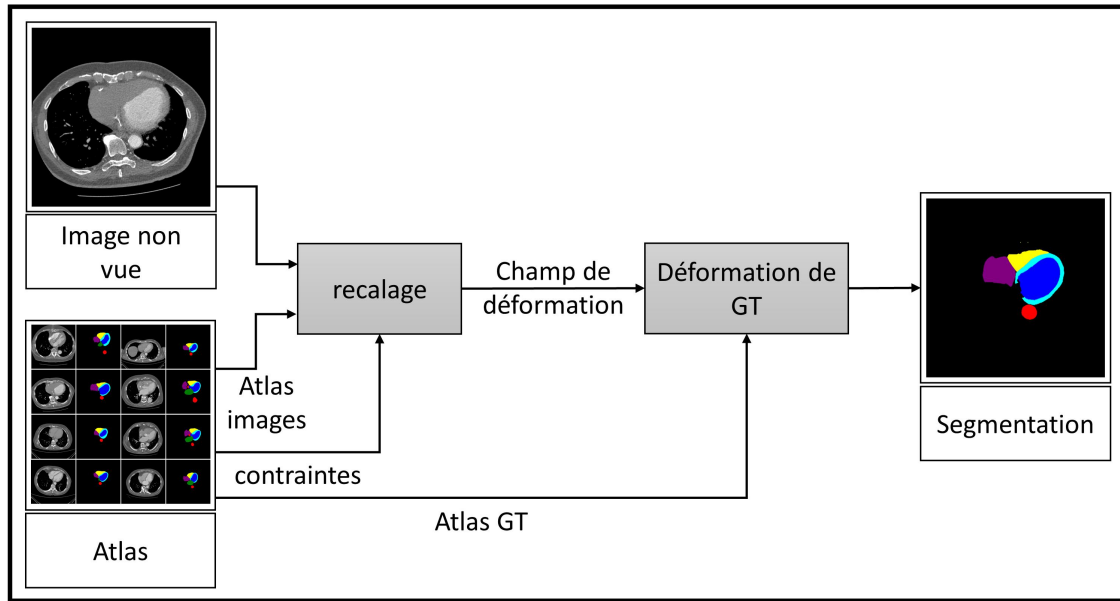 Image non
vue
recalage
Champ de
déformation
Déformation de
GT
Atlas
images
contraintes
Atlas GT
Atlas
Segmentation